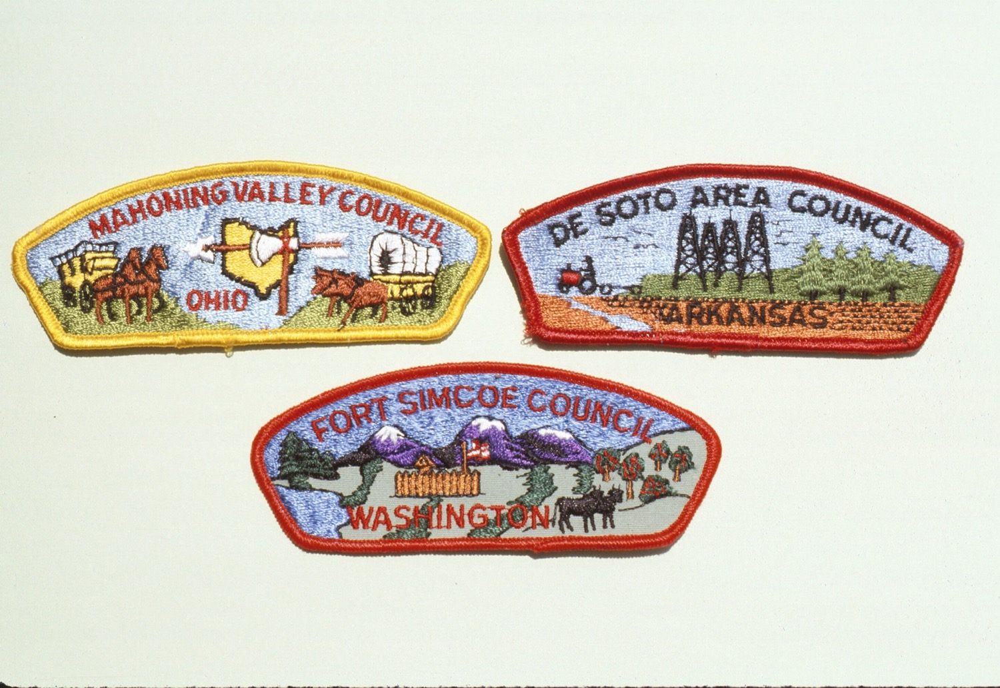 MAHONING VALLEY COUNCIL
OHIO
DE SOTO AREA COUNCIL
ARKANSAS
FORT SIMCOE COUNCIL
WASHINGTON